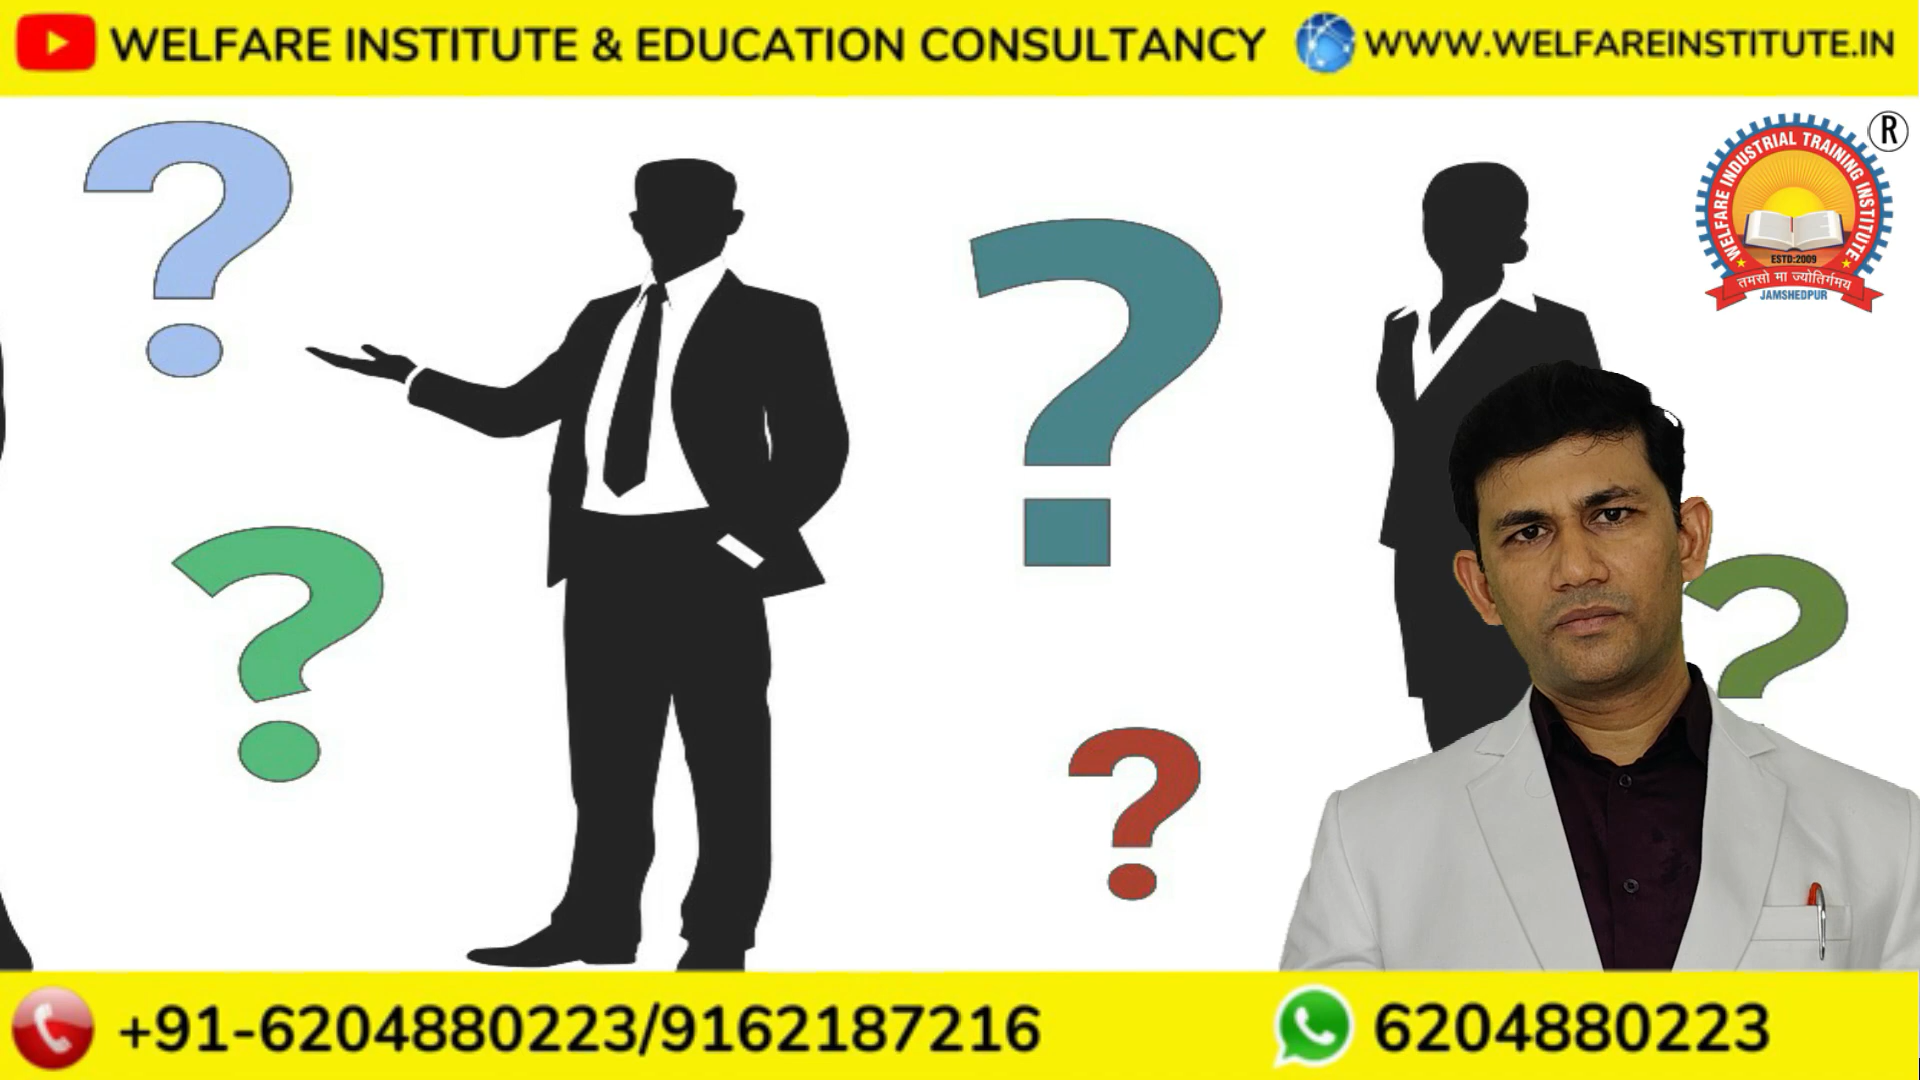 WELFARE INSTITUTE & EDUCATION CONSULTANCY
WWW.WELFAREINSTITUTE.IN
R
WELFARE INDUSTRIAL TRAINING INSTITUTE
ESTD:2009
तमसो मा ज्योतिर्गमय
JAMSHEDPUR
+91-6204880223/9162187216
6204880223